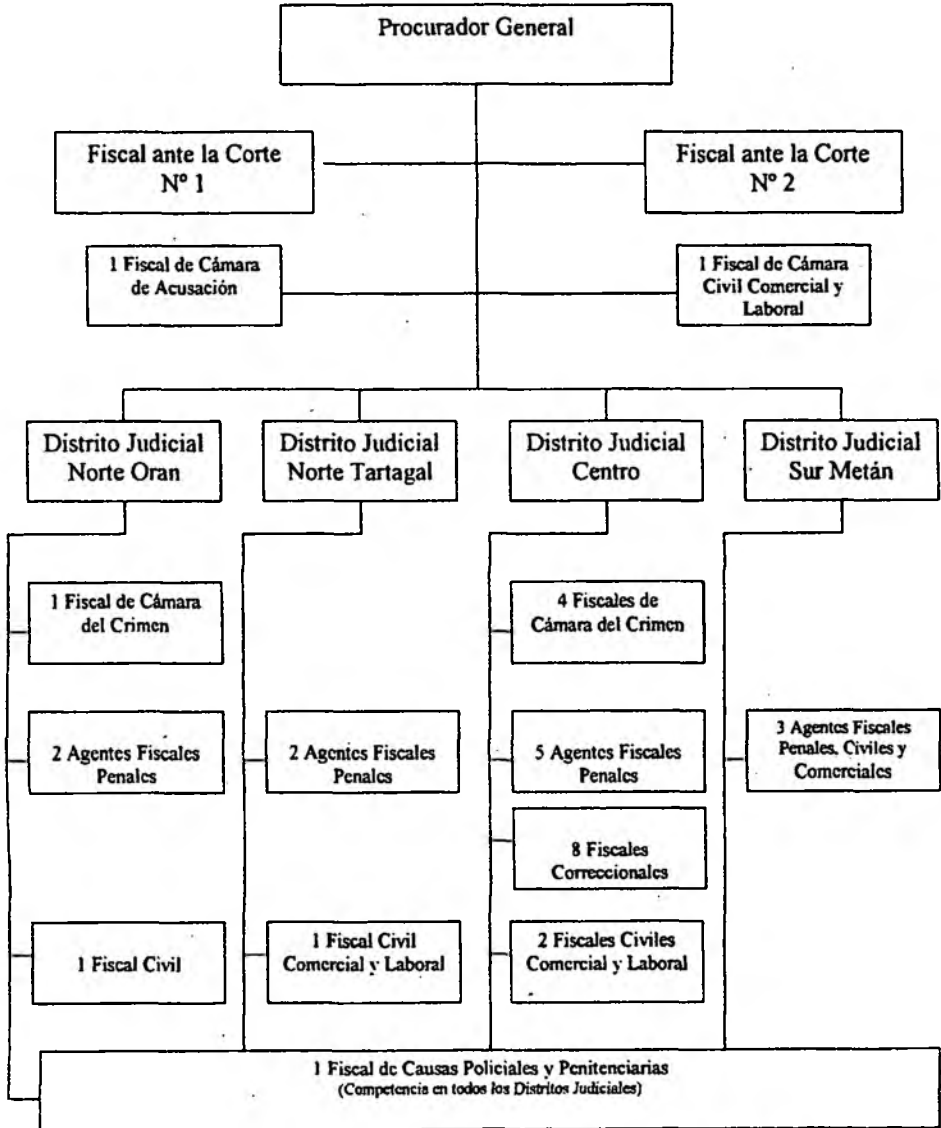 Procurador General
Fiscal ante la Corte
Nº 1
Fiscal ante la Corte
Nº 2
1 Fiscal de Cámara
de Acusación
1 Fiscal de Cámara
Civil Comercial y
Laboral
Distrito Judicial
Norte Oran
Distrito Judicial
Norte Tartagal
Distrito Judicial
Centro
Distrito Judicial
Sur Metán
1 Fiscal de Cámara
del Crimen
4 Fiscales de
Cámara del Crimen
2 Agentes Fiscales
Penales
2 Agentes Fiscales
Penales
5 Agentes Fiscales
Penales
3 Agentes Fiscales
Penales, Civiles y
Comerciales
8 Fiscales
Correccionales
1 Fiscal Civil
1 Fiscal Civil
Comercial y Laboral
2 Fiscales Civiles
Comercial y Laboral
1 Fiscal de Causas Policiales y Penitenciarias
(Competencia en todos los Distritos Judiciales)